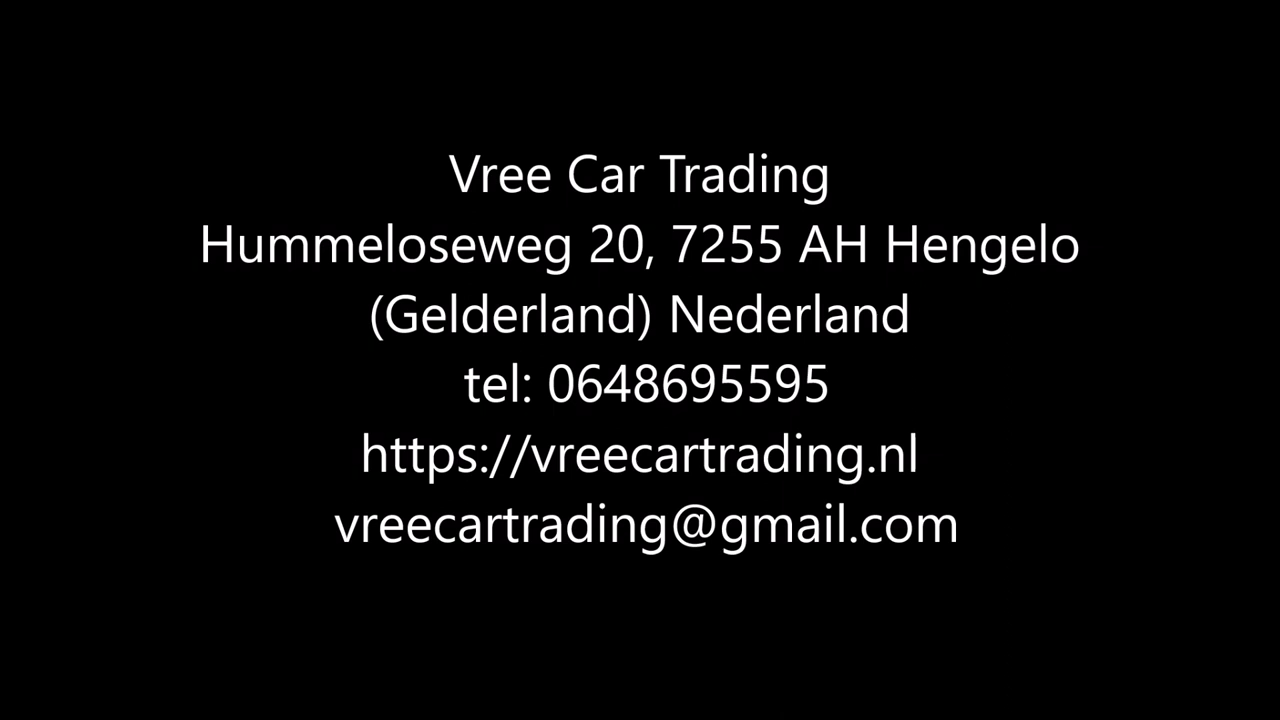 Vree Car Trading
Hummeloseweg 20, 7255 AH Hengelo
(Gelderland) Nederland
tel: 0648695595
https://vreecartrading.nl
vreecartrading@gmail.com